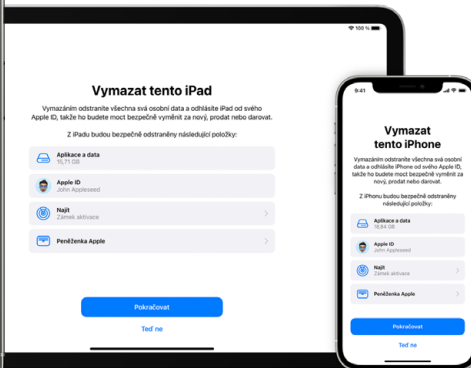 100 %
Vymazat tento iPad
Vymazáním odstraníte všechna svá osobní data a odhlásíte iPad od svého
Apple ID, takže ho budete moct bezpečně vyměnit za nový, prodat nebo darovat.
Z iPadu budou bezpečně odstraněny následující položky:
Aplikace a data
15,71 GB
Apple ID
John Appleseed
Najít
Zámek aktivace
Peněženka Apple
Pokračovat
Teď ne
9:41
Vymazat
tento iPhone
Vymazáním odstraníte všechna svá osobní
data a odhlásíte iPhone od svého Apple ID,
takže ho budete moct bezpečně vyměnit za
nový, prodat nebo darovat.
Z iPhonu budou bezpečně odstraněny
následující položky:
Aplikace a data
16,84 GB
Apple ID
John Appleseed
Najít
Zámek aktivace
Peněženka Apple
Pokračovat
Teď ne